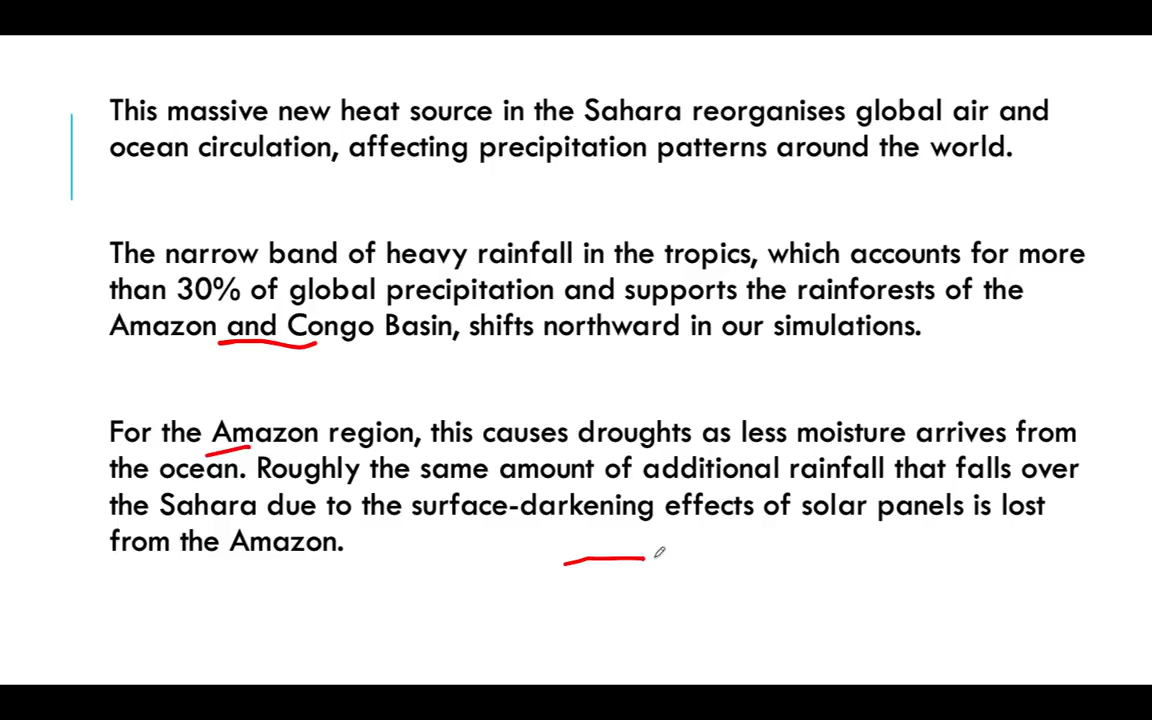 This massive new heat source in the Sahara reorganises global air and
ocean circulation, affecting precipitation patterns around the world.
The narrow band of heavy rainfall in the tropics, which accounts for more
than 30% of global precipitation and supports the rainforests of the
Amazon and Congo Basin, shifts northward in our simulations.
For the Amazon region, this causes droughts as less moisture arrives from
the ocean. Roughly the same amount of additional rainfall that falls over
the Sahara due to the surface-darkening effects of solar panels is lost
from the Amazon.